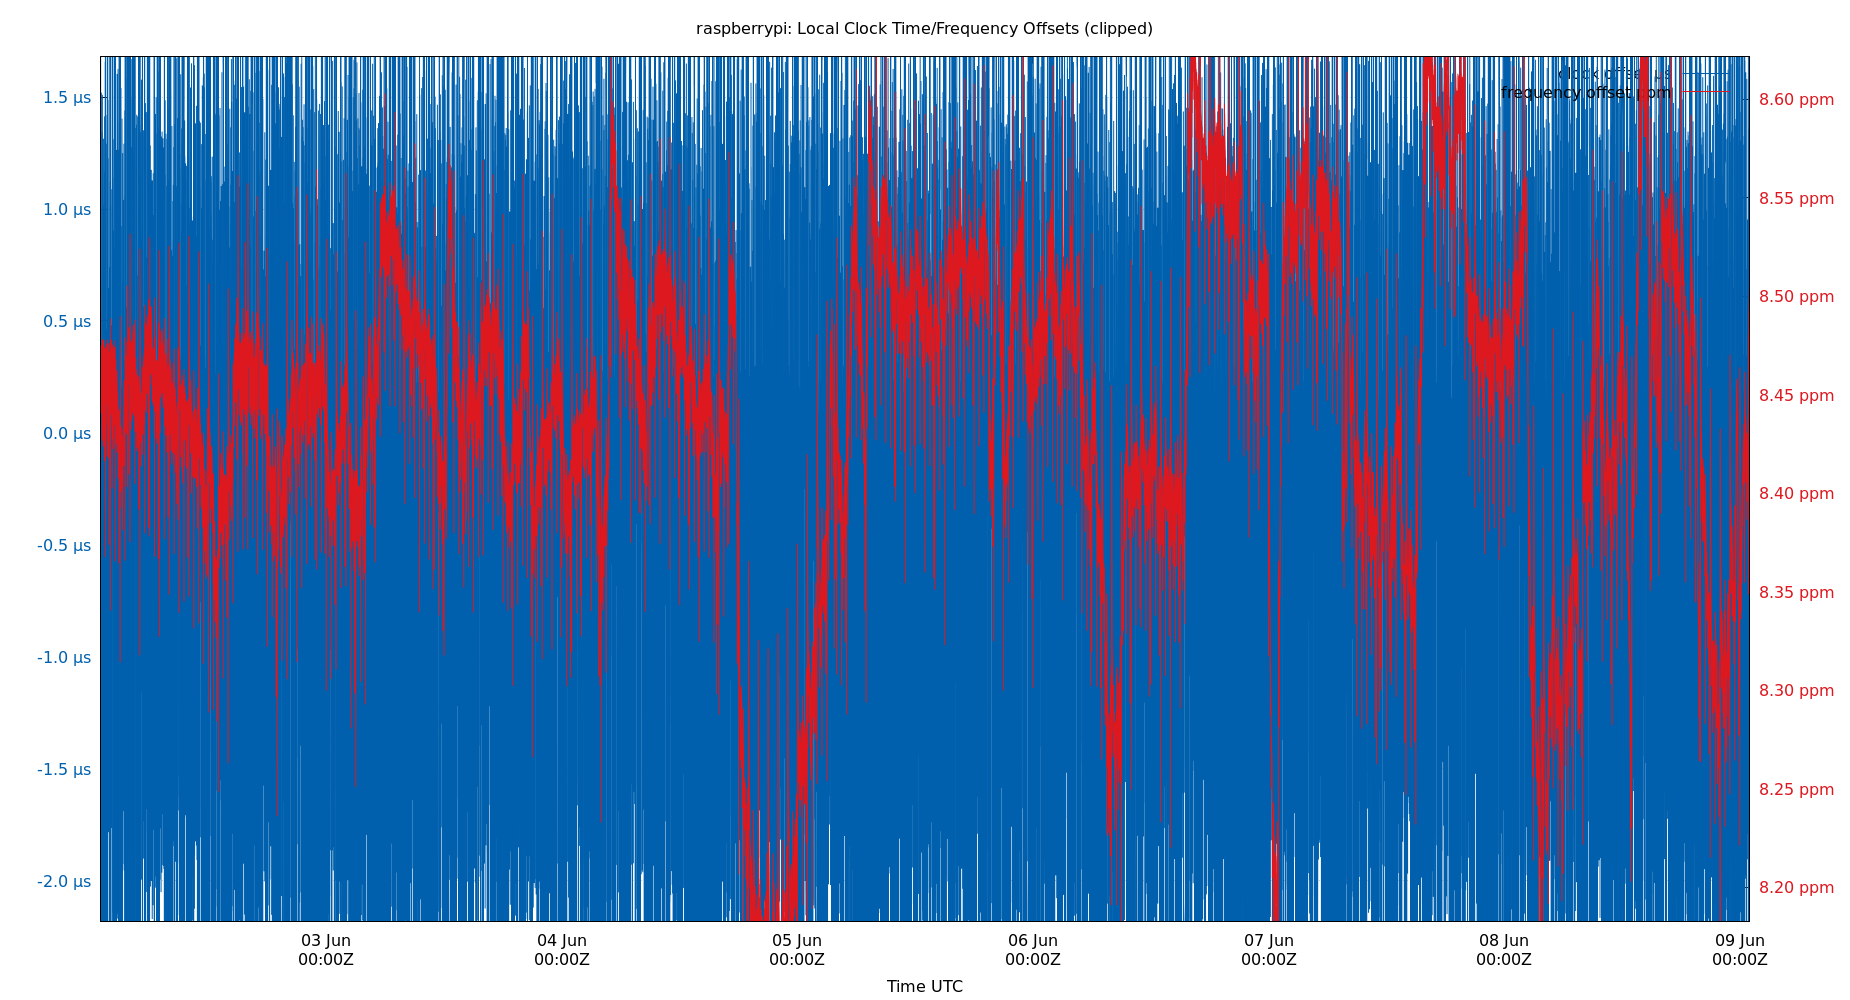 raspberrypi: Local Clock Time/Frequency Offsets (clipped)
clock offset µs
frequency offset ppm
1.5 µs
1.0 µs
0.5 µs
0.0 µs
-0.5 µs
-1.0 µs
-1.5 µs
-2.0 µs
8.60 ppm
8.55 ppm
8.50 ppm
8.45 ppm
8.40 ppm
8.35 ppm
8.30 ppm
8.25 ppm
8.20 ppm
03 Jun 04 Jun 05 Jun 06 Jun 07 Jun 08 Jun 09 Jun
00:00Z 00:00Z 00:00Z 00:00Z 00:00Z 00:00Z 00:00Z
Time UTC